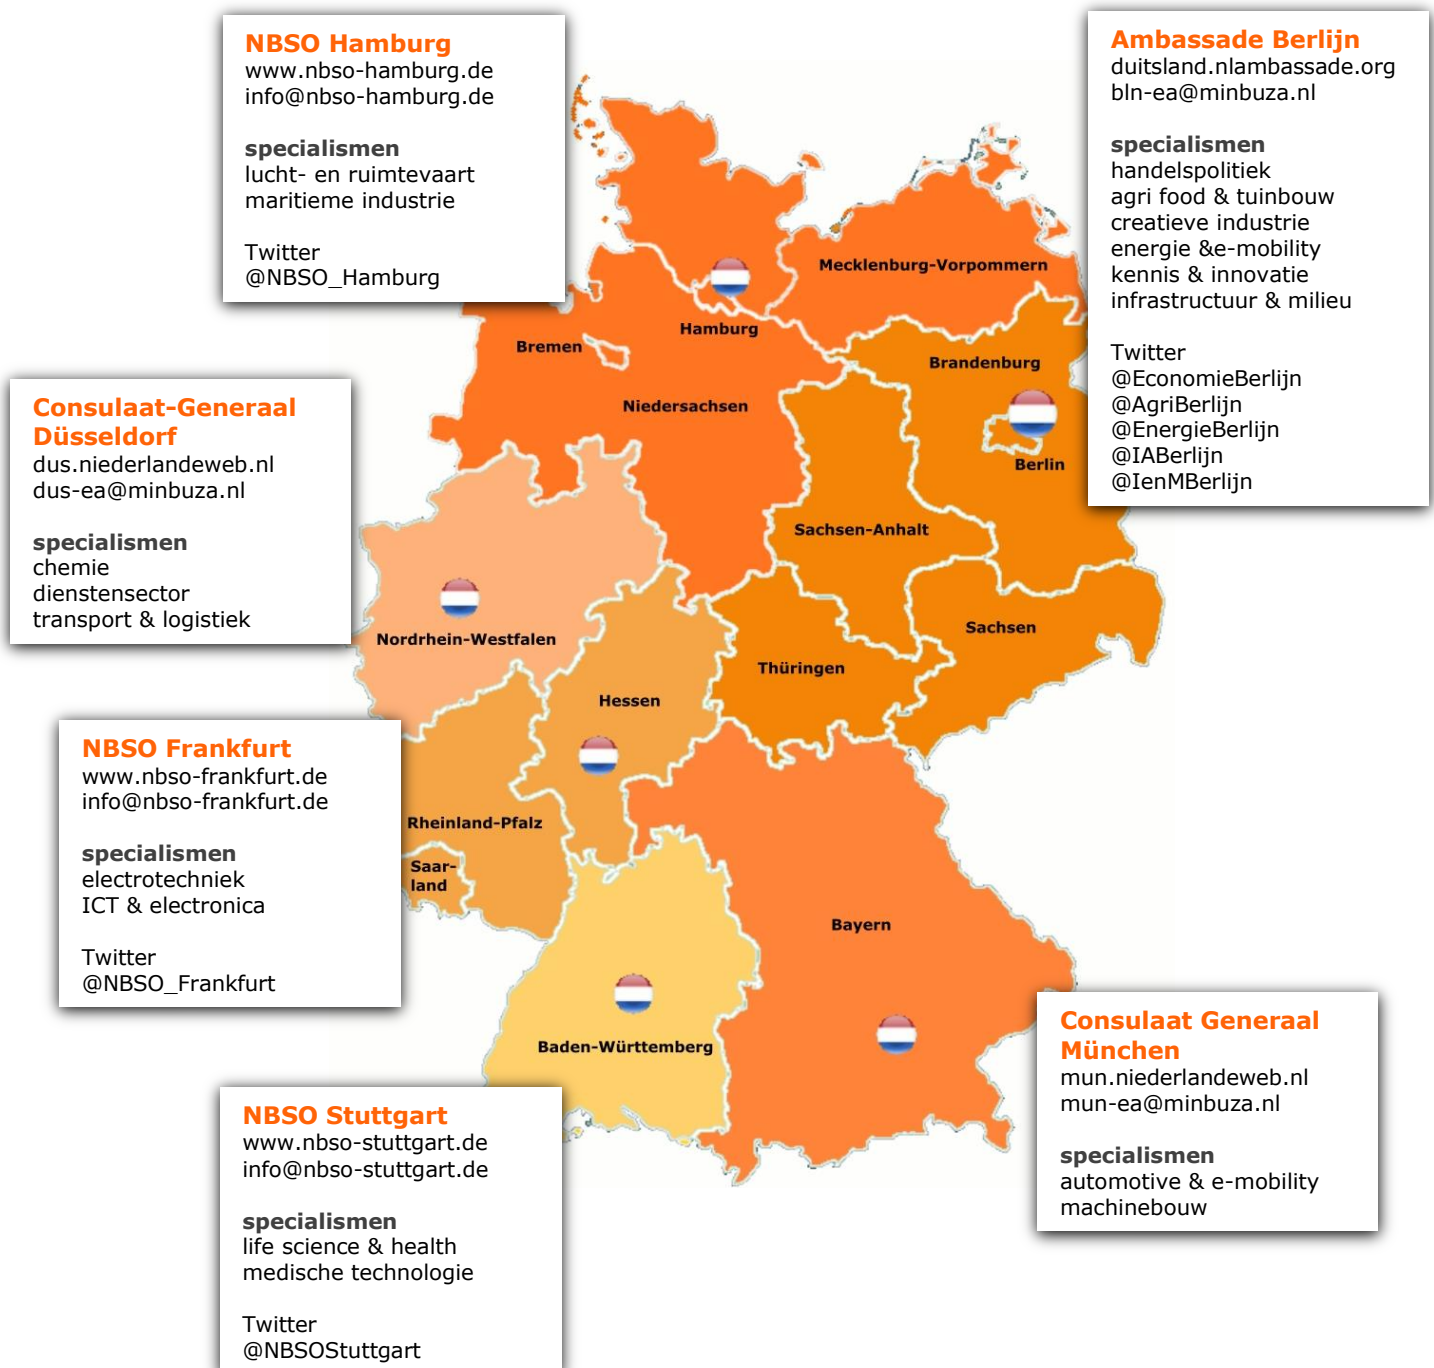 NBSO Hamburg
www.nbso-hamburg.de
info@nbso-hamburg.de
specialismen
lucht- en ruimtevaart
maritieme industrie
Twitter
@NBSO_Hamburg
Ambassade Berlijn
duitsland.nlambassade.org
bln-ea@minbuza.nl
specialismen
handelspolitiek
agri food & tuinbouw
creatieve industrie
energie &e-mobility
kennis & innovatie
infrastructuur & milieu
Twitter
@EconomieBerlijn
@AgriBerlijn
@EnergieBerlijn
@IABerlijn
@IenMBerlijn
Mecklenburg-Vorpommern
Hamburg
Bremen
Brandenburg
Niedersachsen
Berlin
Sachsen-Anhalt
Consulaat-Generaal
Düsseldorf
dus.niederlandeweb.nl
dus-ea@minbuza.nl
specialismen
chemie
dienstensector
transport & logistiek
Nordrhein-Westfalen
Sachsen
Thüringen
Hessen
NBSO Frankfurt
www.nbso-frankfurt.de
info@nbso-frankfurt.de
specialismen
electrotechniek
ICT & electronica
Twitter
@NBSO_Frankfurt
Rheinland-Pfalz
Saar-
land
Bayern
Baden-Württemberg
Consulaat Generaal
München
mun.niederlandeweb.nl
mun-ea@minbuza.nl
specialismen
automotive & e-mobility
machinebouw
NBSO Stuttgart
www.nbso-stuttgart.de
info@nbso-stuttgart.de
specialismen
life science & health
medische technologie
Twitter
@NBSOStuttgart